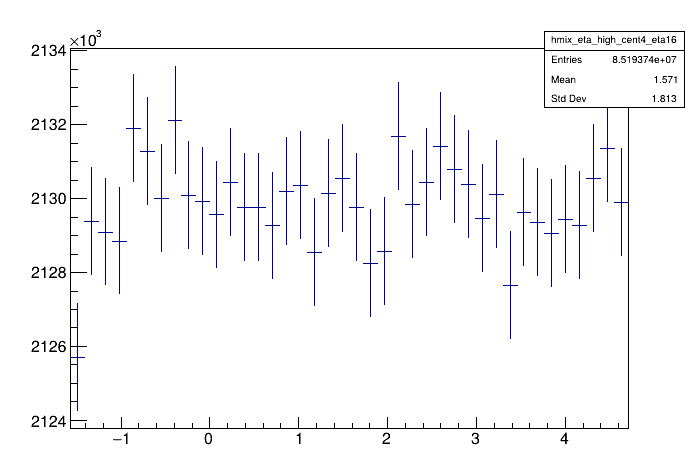 2134 ×10³
hmix_eta_high_cent4_eta16
Entries 8.519374e+07
Mean 1.571
Std Dev 1.813
2132
2130
2128
2126
2124
−1 0 1 2 3 4